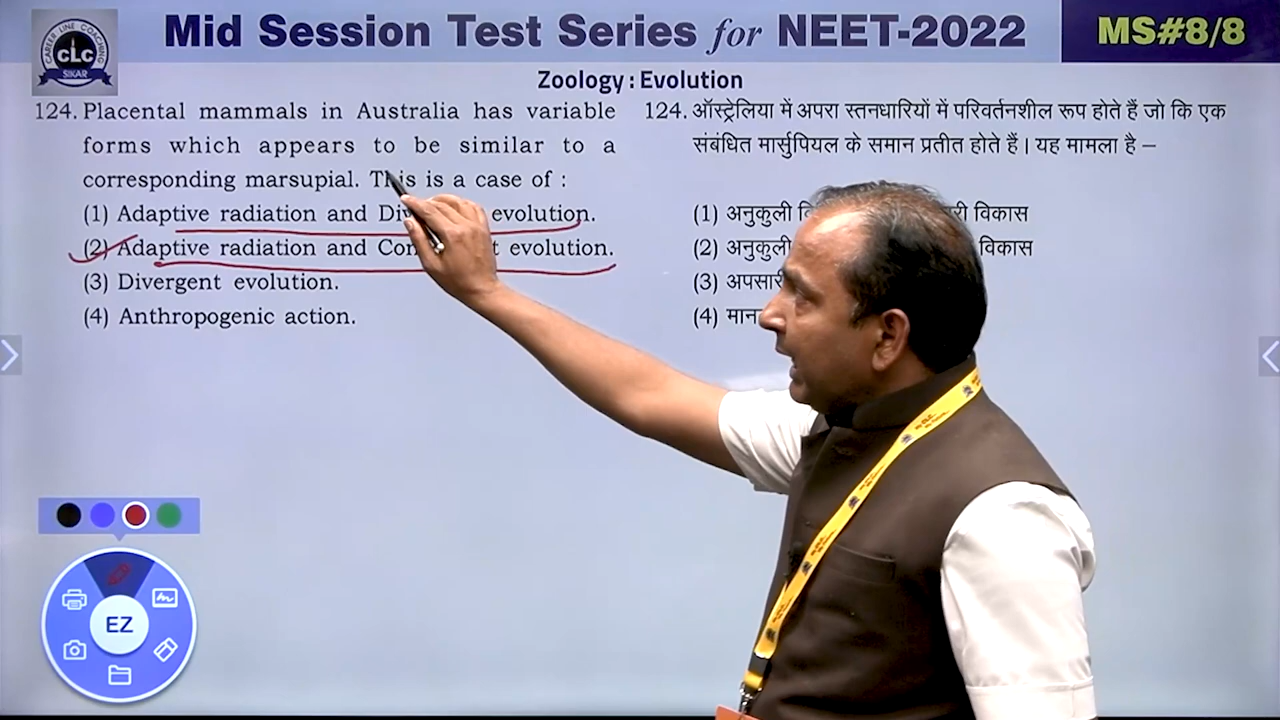 CAREER LINE COACHING
CLC
SIKAR
Mid Session Test Series for NEET-2022
MS#8/8
Zoology : Evolution
124. Placental mammals in Australia has variable
forms which appears to be similar to a
corresponding marsupial. This is a case of :
(1) Adaptive radiation and evolution.
(2) Adaptive radiation and evolution.
(3) Divergent evolution.
(4) Anthropogenic action.
124. ऑस्ट्रेलिया में अपरा स्तनधारियों में परिवर्तनशील रूप होते हैं जो कि एक
संबंधित मार्सुपियल के समान प्रतीत होते हैं। यह मामला है –
(1) अनुकुली विकास
(2) अनुकुली विकास
(3)
(4)
EZ